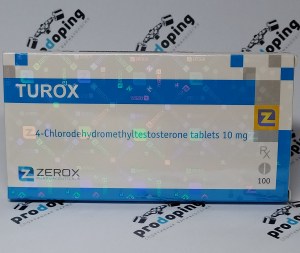 prodoping
prodoping
TUROX
4-Chlorodehydromethyltestosterone tablets 10 mg
Z
Rx
100
Z ZEROX
prodoping
prodoping